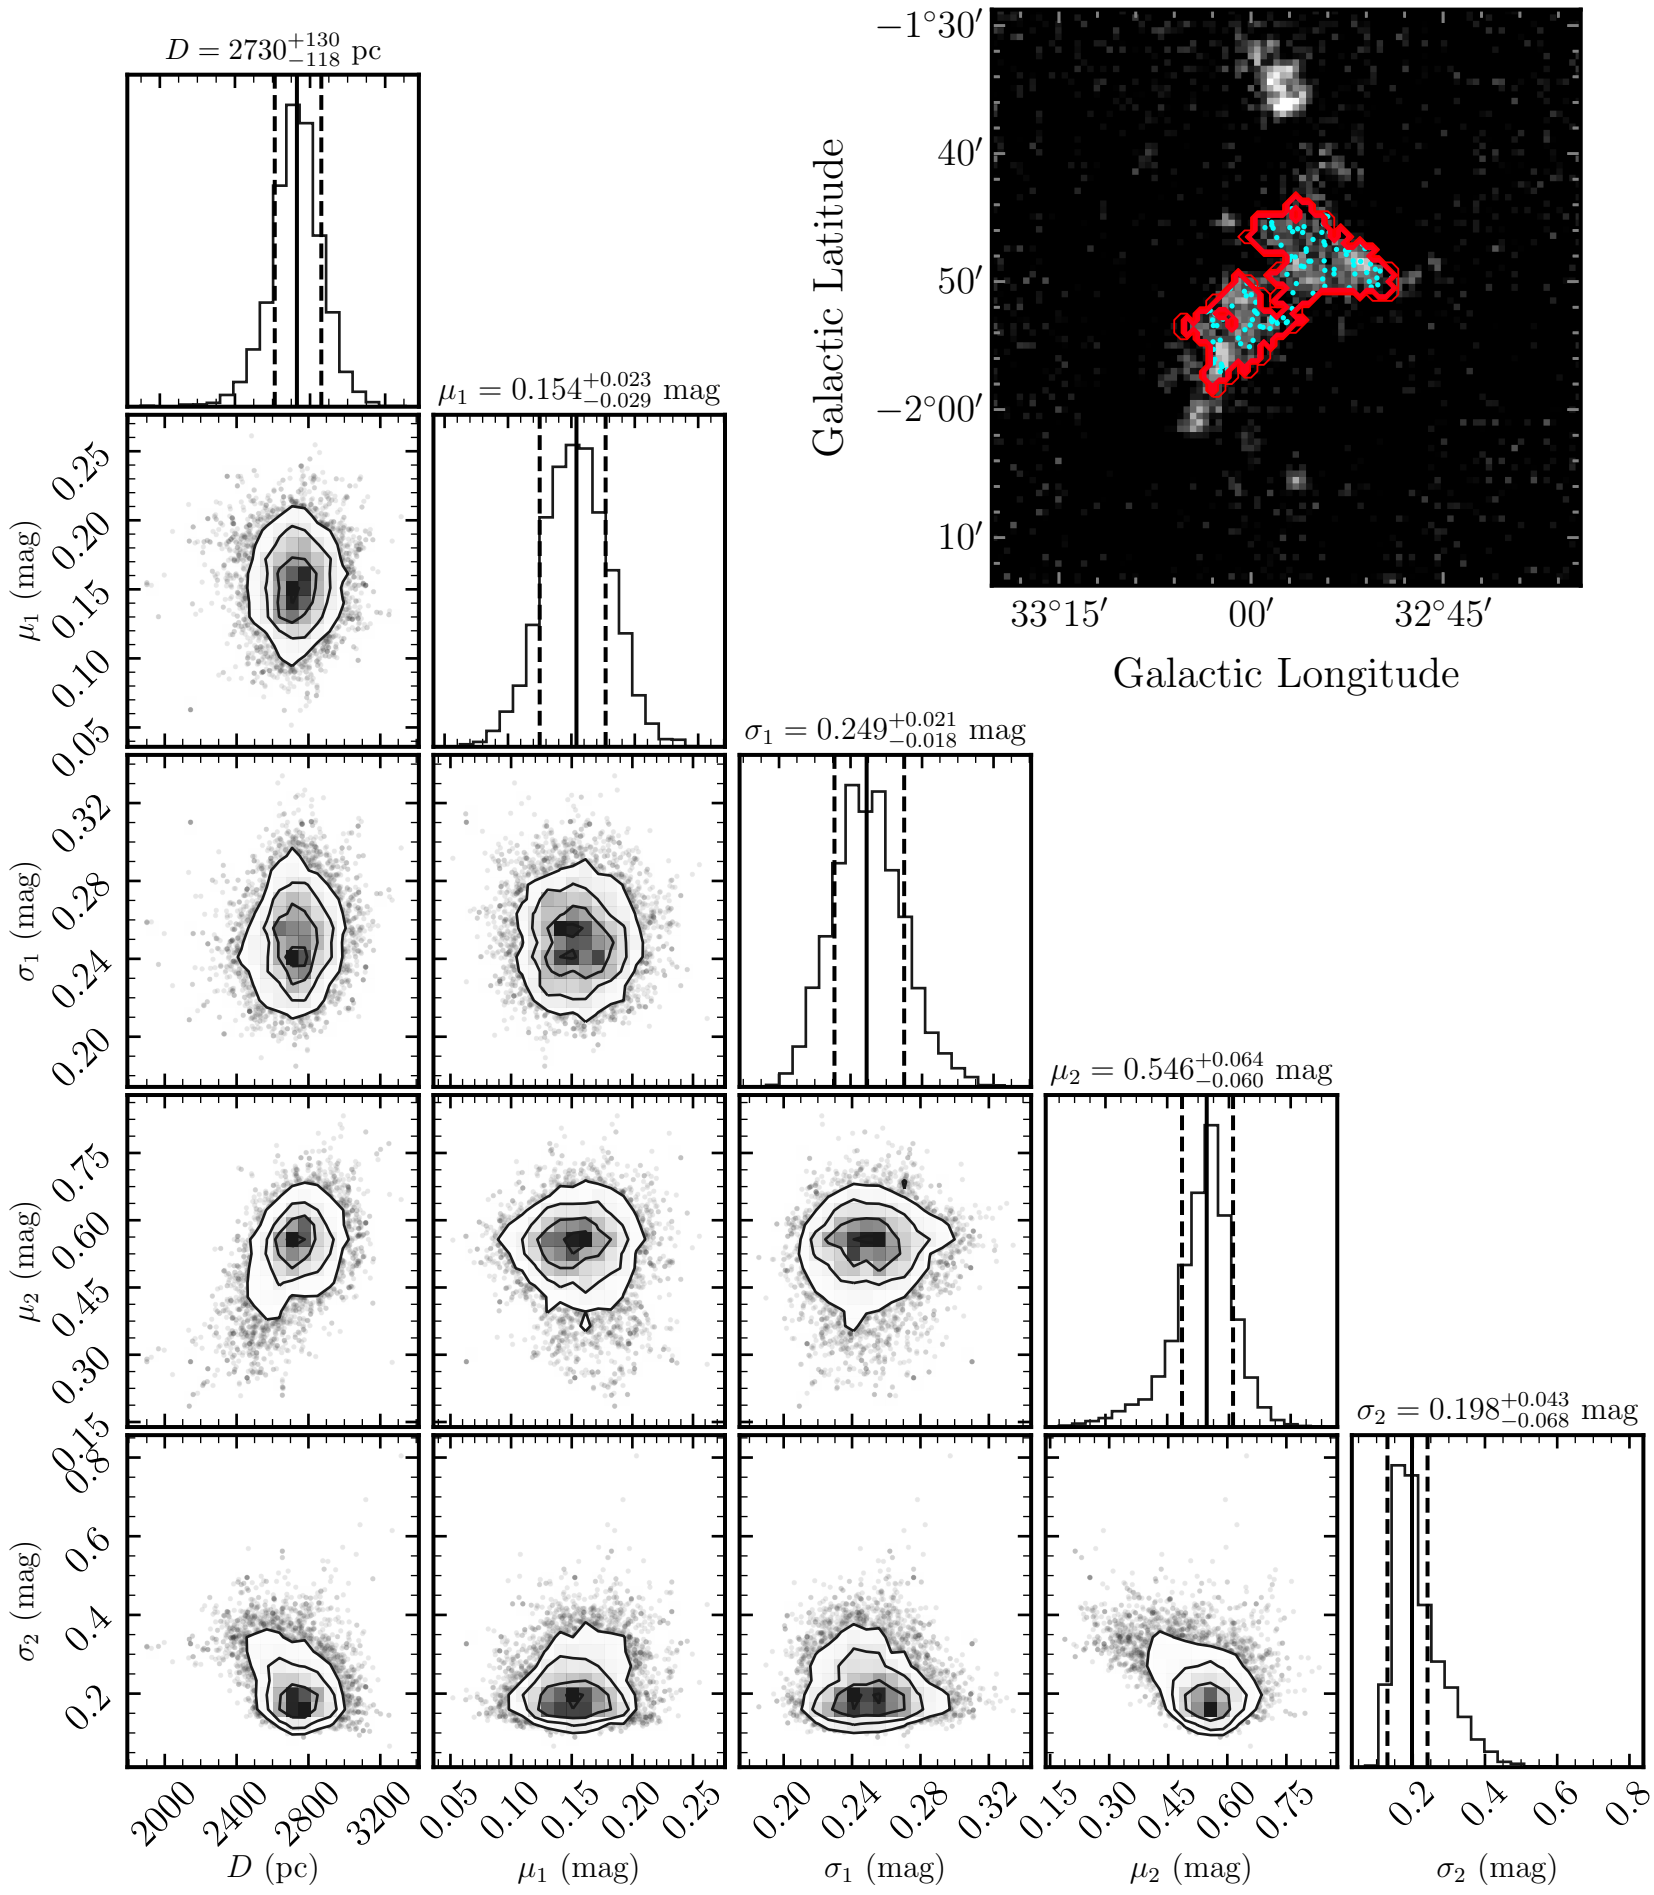 D = 2730^{+130}_{-118} pc
−1°30′
40′
50′
−2°00′
10′
Galactic Latitude
33°15′ 00′ 32°45′
Galactic Longitude
μ₁ = 0.154^{+0.023}_{-0.029} mag
0.25
0.20
0.15
0.10
0.05
μ₁ (mag)
σ₁ = 0.249^{+0.021}_{-0.018} mag
0.32
0.28
0.24
0.20
σ₁ (mag)
μ₂ = 0.546^{+0.064}_{-0.060} mag
0.75
0.60
0.45
0.30
0.15
μ₂ (mag)
σ₂ = 0.198^{+0.043}_{-0.068} mag
0.8
0.6
0.4
0.2
σ₂ (mag)
2000 2400 2800 3200 0.05 0.10 0.15 0.20 0.25 0.20 0.24 0.28 0.32 0.15 0.30 0.45 0.60 0.75 0.2 0.4 0.6 0.8
D (pc) μ₁ (mag) σ₁ (mag) μ₂ (mag) σ₂ (mag)